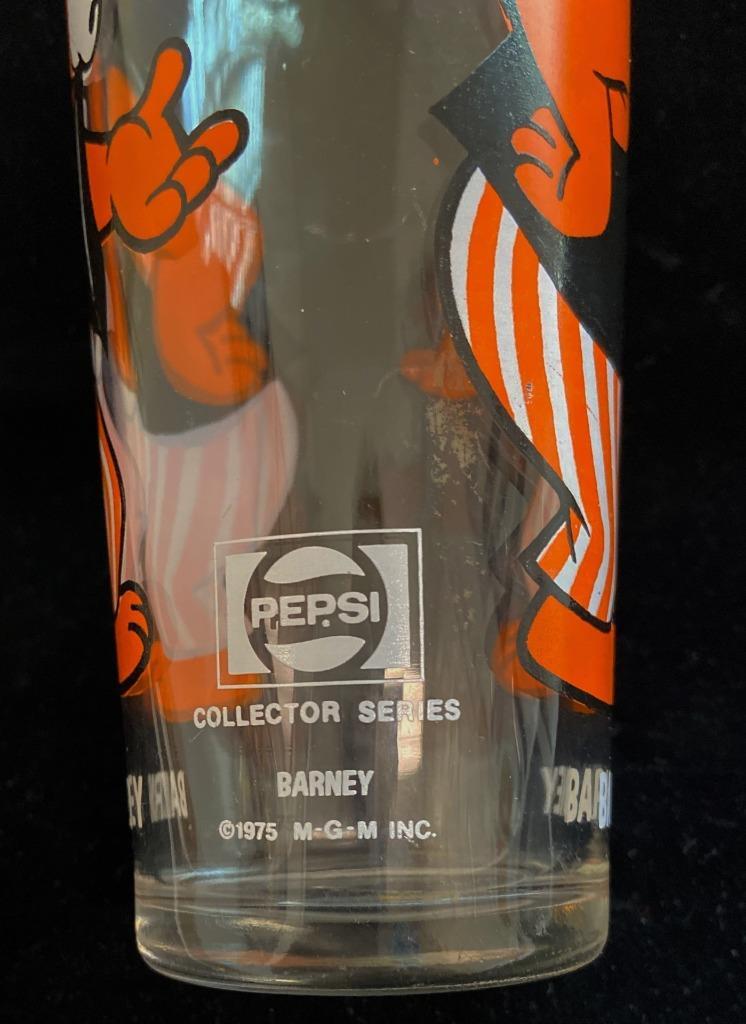 PEPSI
COLLECTOR SERIES
BARNEY
©1975 M-G-M INC.